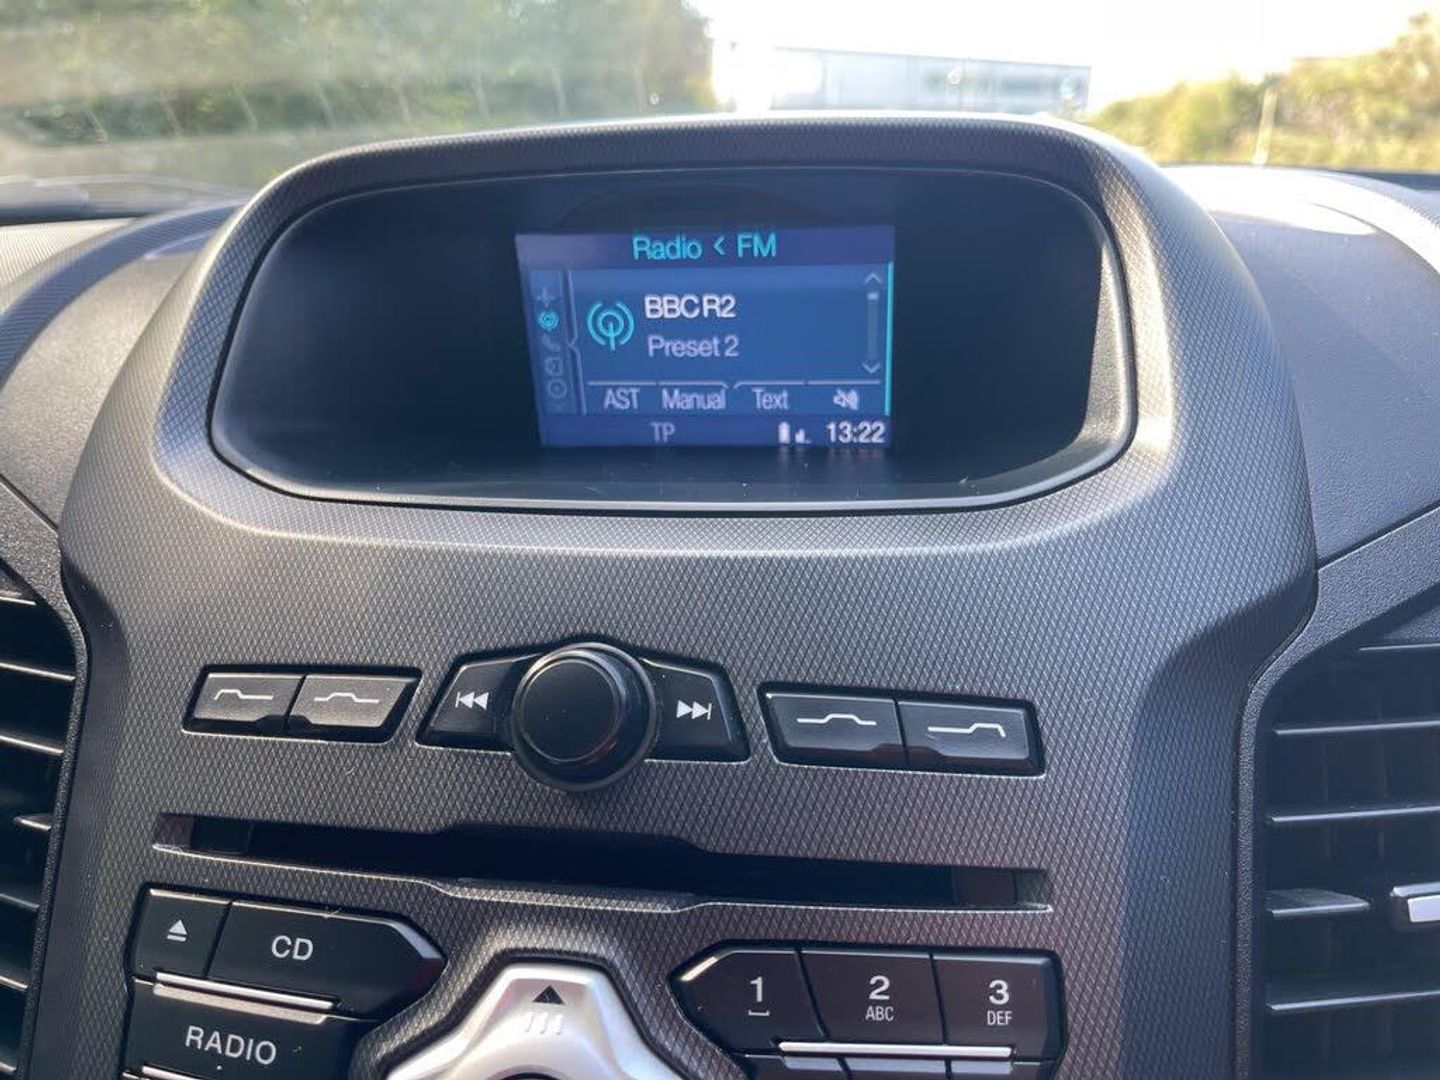 Radio < FM
BBC R2
Preset 2
AST Manual Text
TP 13:22
CD
RADIO
1 2 3
ABC DEF